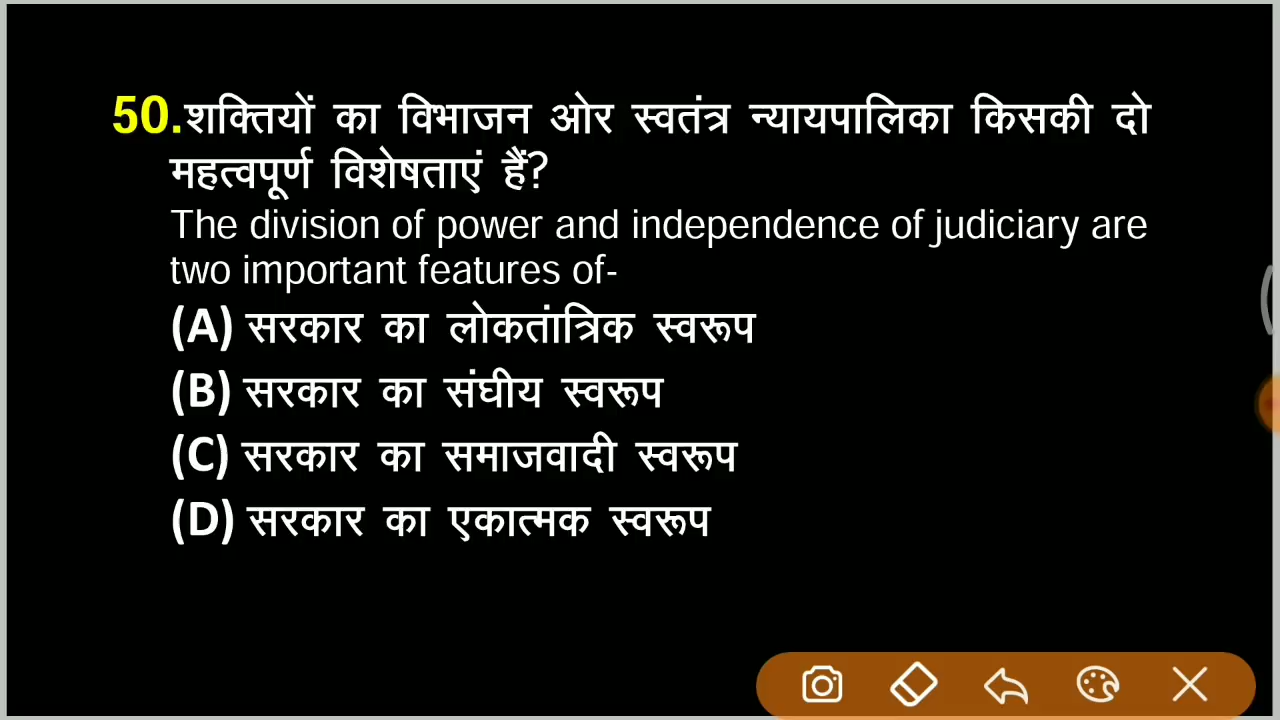 50.शक्तियों का विभाजन ओर स्वतंत्र न्यायपालिका किसकी दो
महत्वपूर्ण विशेषताएं हैं?
The division of power and independence of judiciary are
two important features of-
(A) सरकार का लोकतांत्रिक स्वरूप
(B) सरकार का संघीय स्वरूप
(C) सरकार का समाजवादी स्वरूप
(D) सरकार का एकात्मक स्वरूप